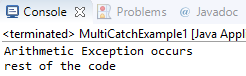 Console Problems @ Javadoc
<terminated> MultiCatchExample1 [Java Appl
Arithmetic Exception occurs
rest of the code